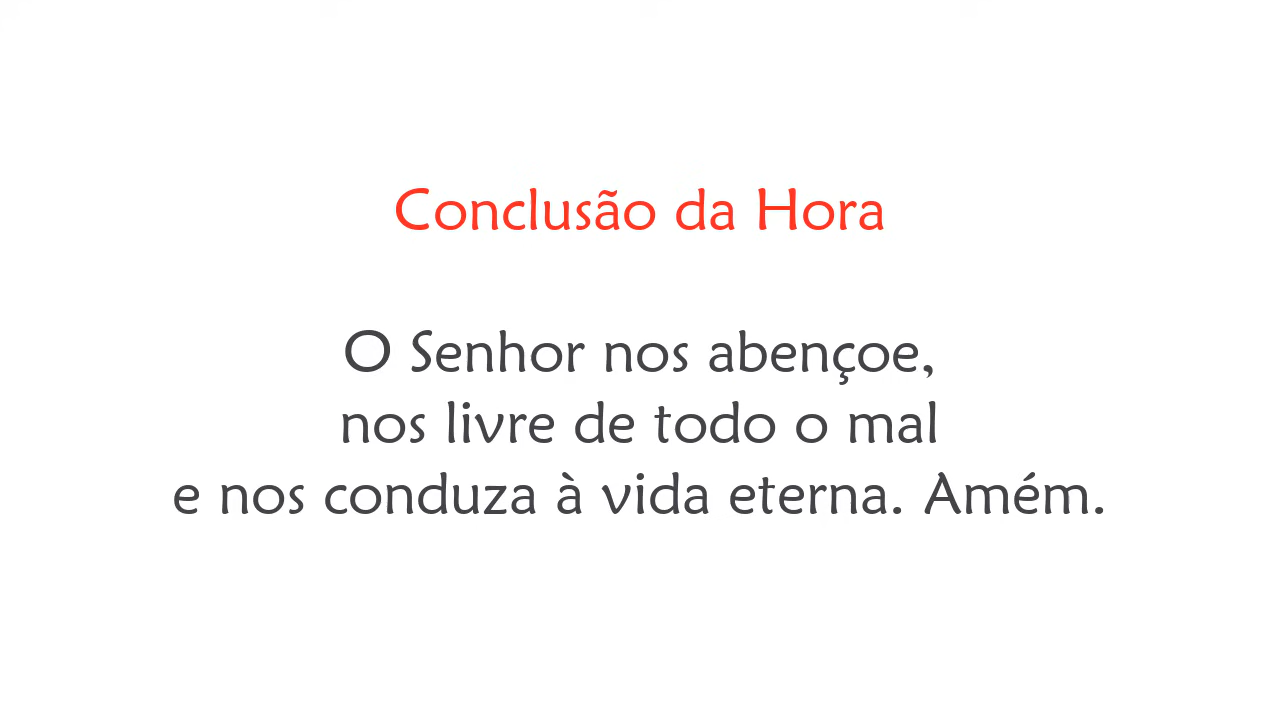 Conclusão da Hora
O Senhor nos abençoe,
nos livre de todo o mal
e nos conduza à vida eterna. Amém.